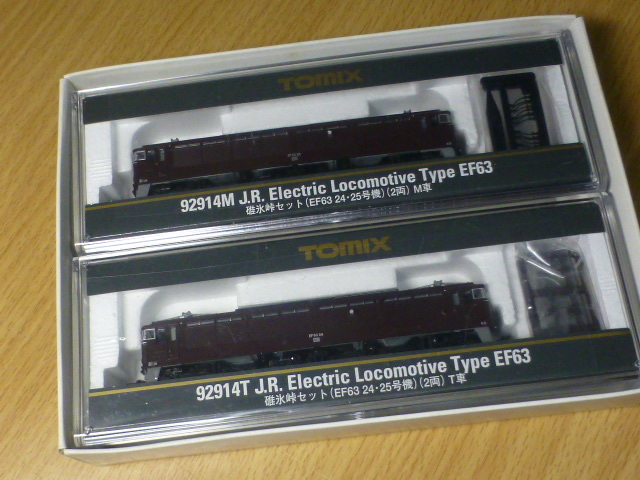 TOMIX
92914M J.R. Electric Locomotive Type EF63
碓氷峠セット(EF63 24・25号機)(2両) M車
TOMIX
92914T J.R. Electric Locomotive Type EF63
碓氷峠セット(EF63 24・25号機)(2両) T車